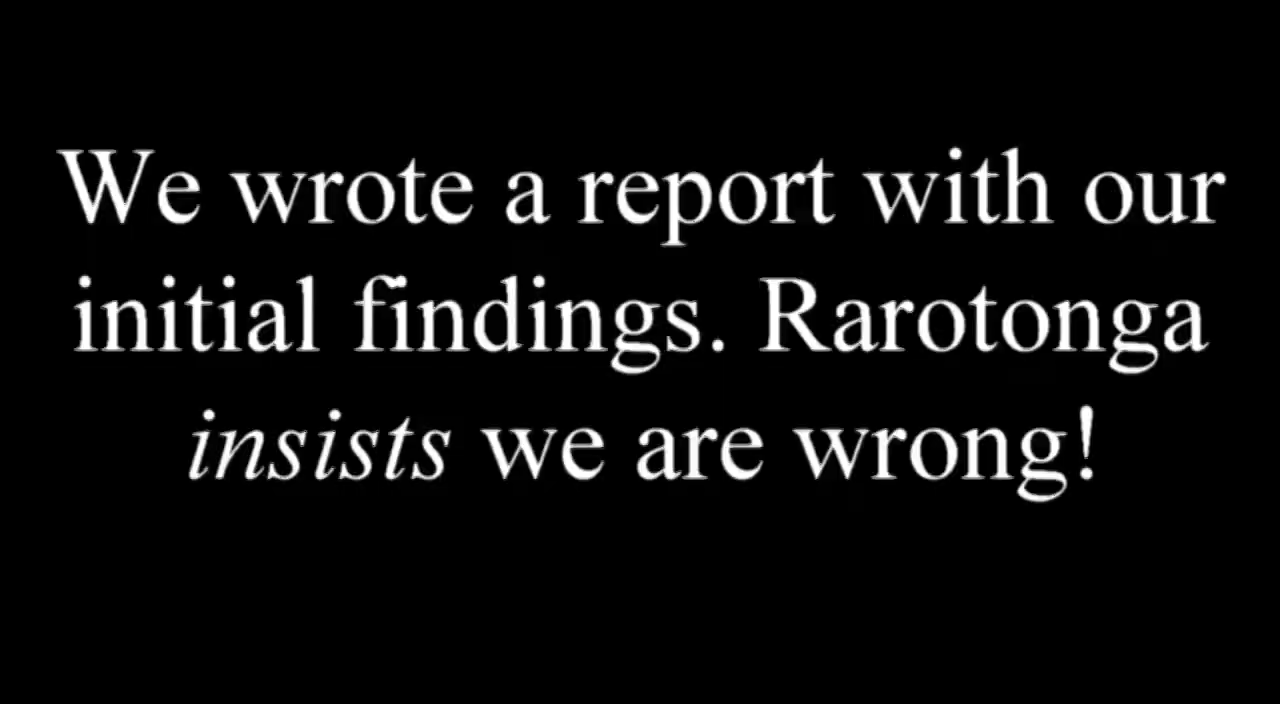 We wrote a report with our
initial findings. Rarotonga
insists we are wrong!